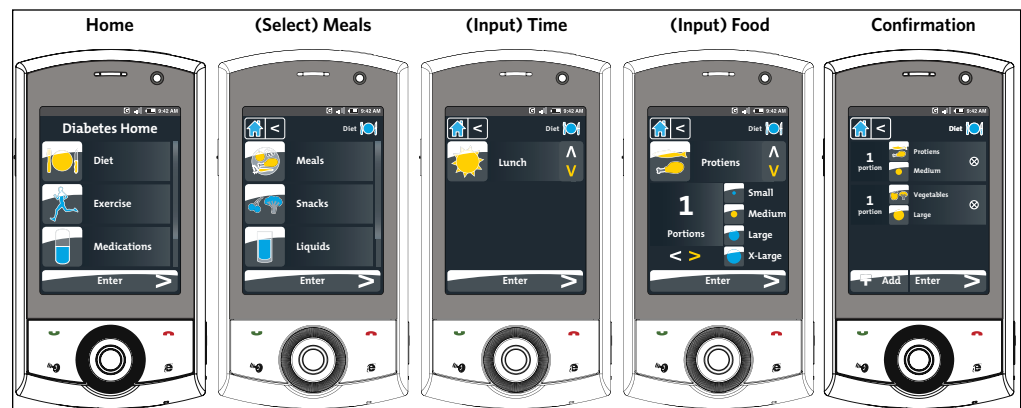 Home
(Select) Meals
(Input) Time
(Input) Food
Confirmation
9:42 AM
Diabetes Home
Diet
Exercise
Medications
Enter >
9:42 AM
<
Diet
Meals
Snacks
Liquids
Enter >
9:42 AM
<
Diet
Lunch
Enter >
9:42 AM
<
Diet
Protiens
1
Portions
< >
Small
Medium
Large
X-Large
Enter >
9:42 AM
<
Diet
1
portion
Protiens
Medium
1
portion
Vegetables
Large
Add
Enter >